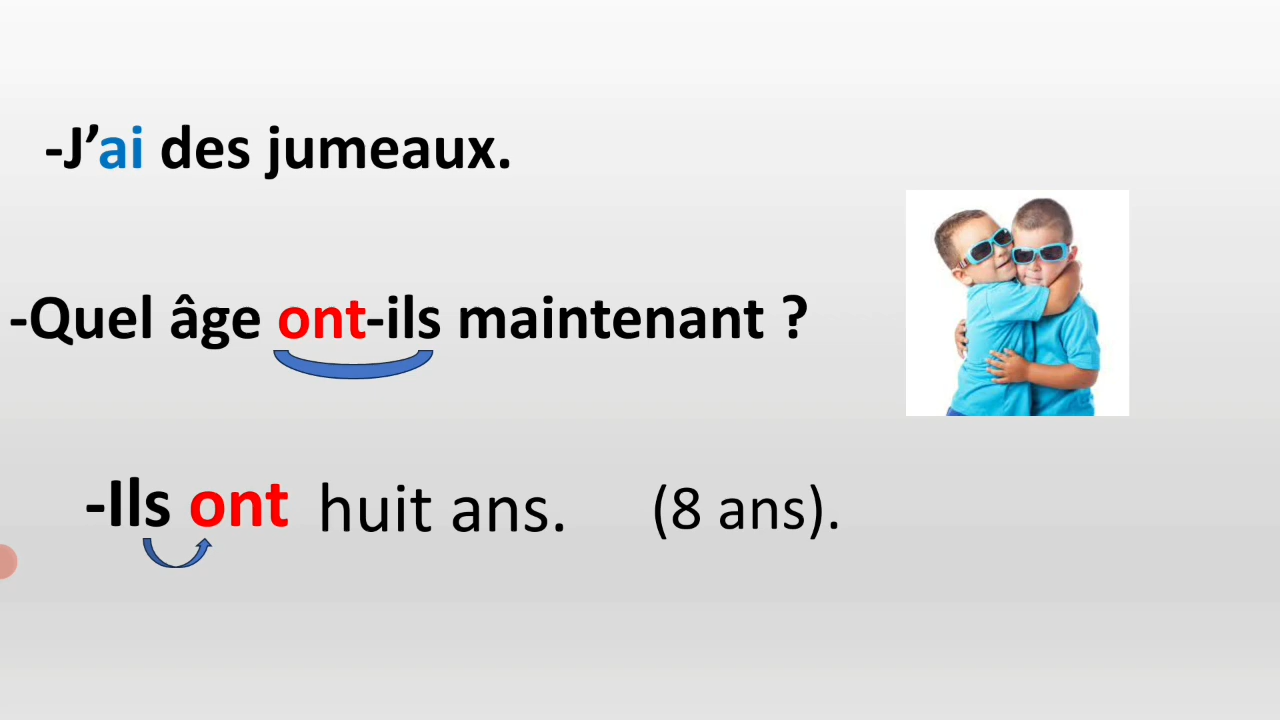 -J’ai des jumeaux.
-Quel âge ont-ils maintenant ?
-Ils ont huit ans. (8 ans).